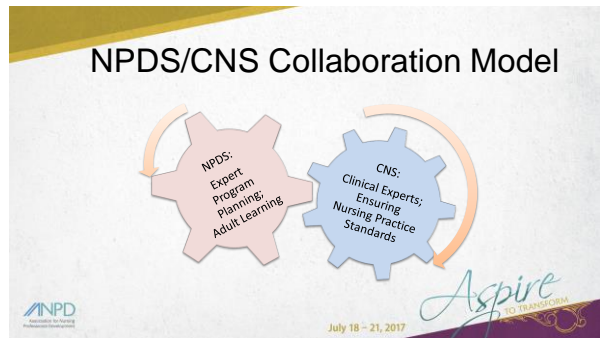 NPDS/CNS Collaboration Model
NPDS:
Expert
Program
Planning;
Adult Learning
CNS:
Clinical Experts;
Ensuring
Nursing Practice
Standards
ANPD
Association for Nursing
Professional Development
July 18 – 21, 2017
Aspire
TO TRANSFORM